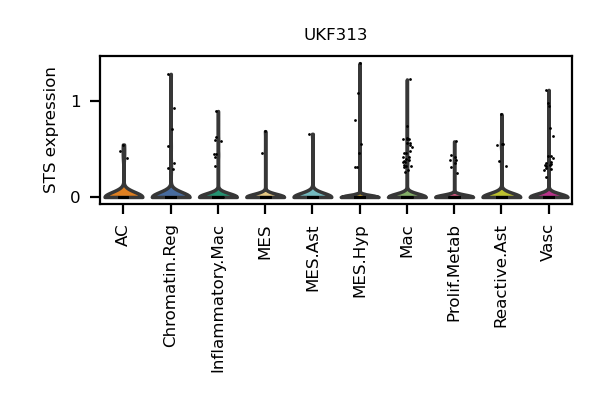 UKF313
STS expression
1
0
AC
Chromatin.Reg
Inflammatory.Mac
MES
MES.Ast
MES.Hyp
Mac
Prolif.Metab
Reactive.Ast
Vasc